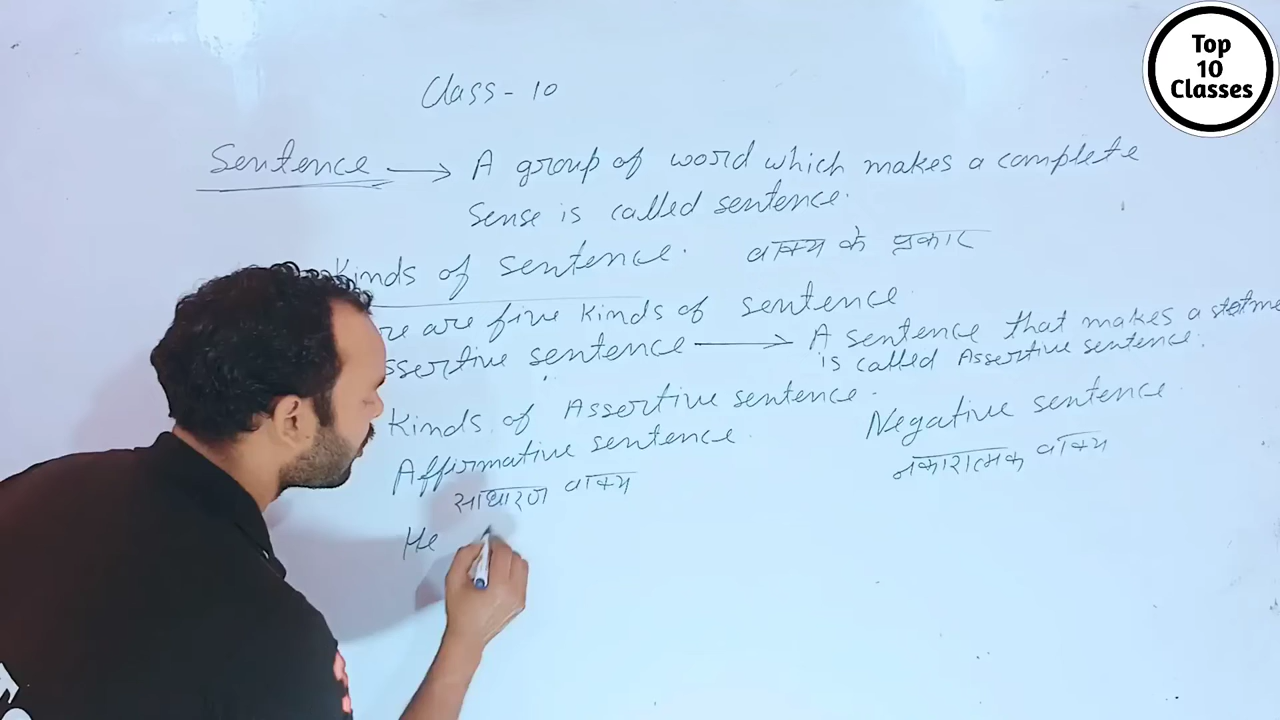 Top
10
Classes
Class - 10
Sentence → A group of word which makes a complete
sense is called sentence.
Kinds of sentence. वाक्य के प्रकार
re are five kinds of sentence
ssertive sentence → A sentence that makes a statme
is called Assertive sentence.
Kinds of Assertive sentence.
Affirmative sentence. Negative sentence.
साधारण वाक्य नकारात्मक वाक्य
He